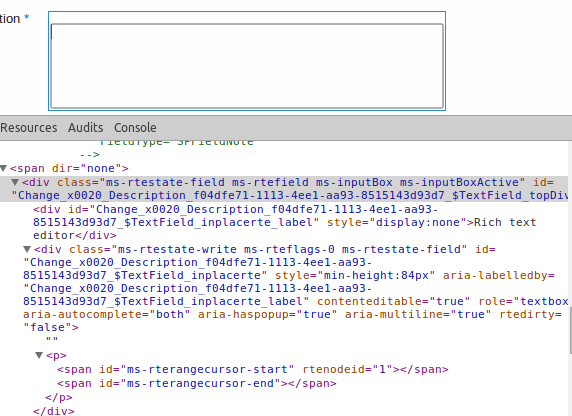 tion *
Resources Audits Console
FieldType="SPFieldNote"
-->
<span dir="none">
<div class="ms-rtestate-field ms-rtefield ms-inputBox ms-inputBoxActive" id=
"Change_x0020_Description_f04dfe71-1113-4ee1-aa93-8515143d93d7_$TextField_topDiv
<div id="Change_x0020_Description_f04dfe71-1113-4ee1-aa93-
8515143d93d7_$TextField_inplacerte_label" style="display:none">Rich text
editor</div>
<div class="ms-rtestate-write ms-rteflags-0 ms-rtestate-field" id=
"Change_x0020_Description_f04dfe71-1113-4ee1-aa93-
8515143d93d7_$TextField_inplacerte" style="min-height:84px" aria-labelledby=
"Change_x0020_Description_f04dfe71-1113-4ee1-aa93-
8515143d93d7_$TextField_inplacerte_label" contenteditable="true" role="textbox
aria-autocomplete="both" aria-haspopup="true" aria-multiline="true" rtedirty=
"false">
""
<p>
<span id="ms-rterangecursor-start" rtenodeid="1"></span>
<span id="ms-rterangecursor-end"></span>
</p>
</div>